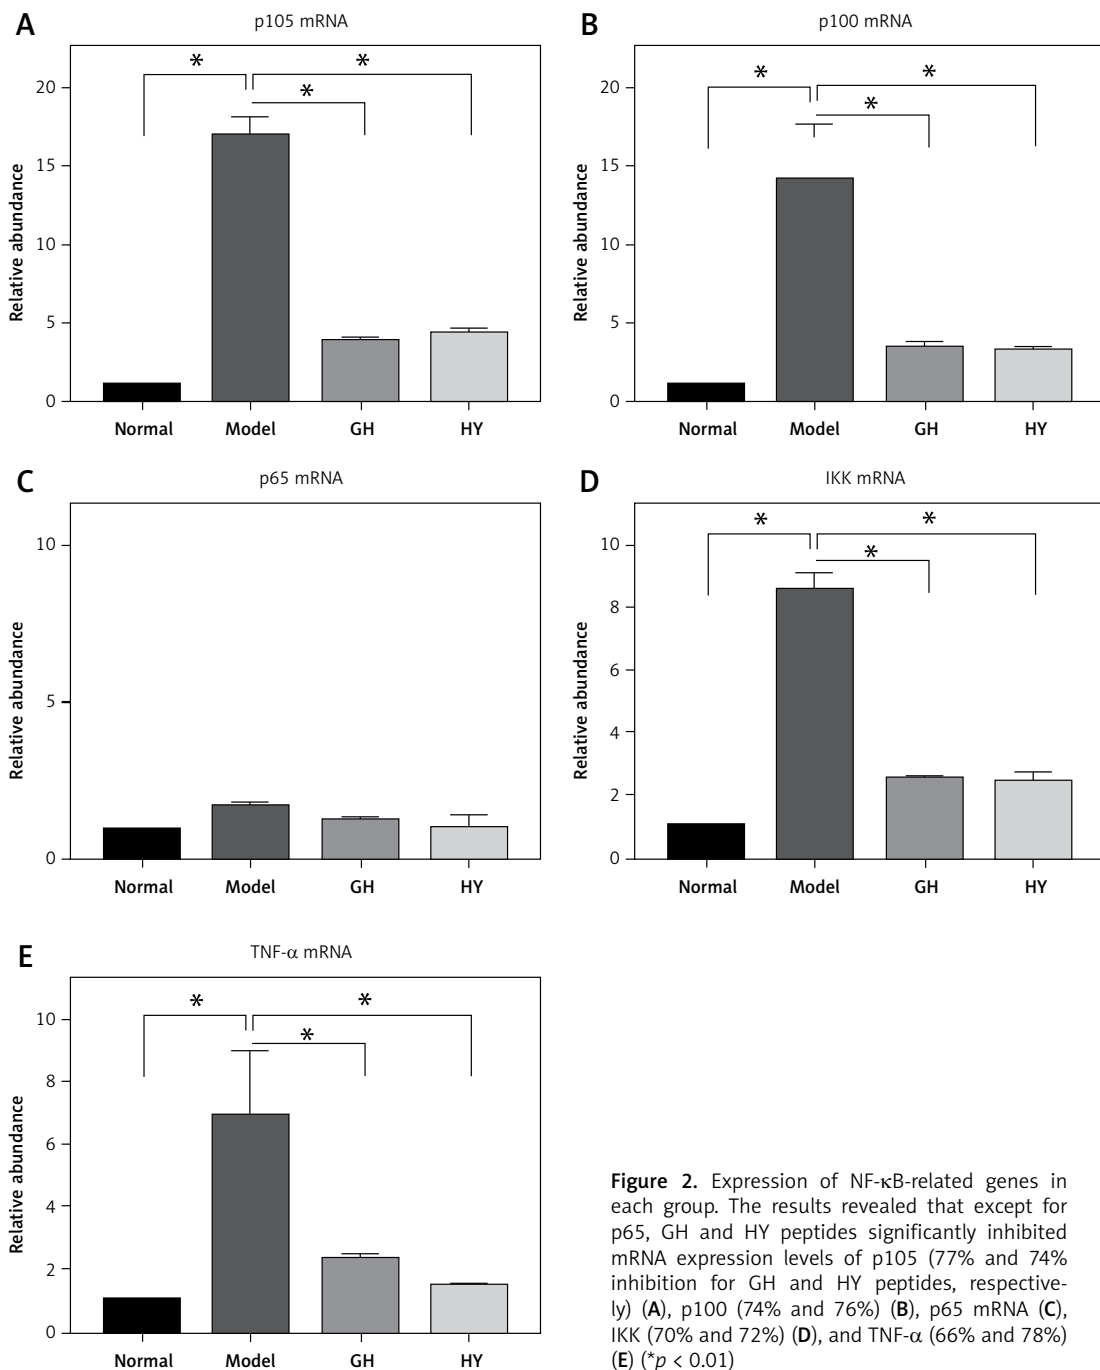 A
p105 mRNA
Relative abundance
20
15
10
5
0
*
*
*
Normal Model GH HY
B
p100 mRNA
Relative abundance
20
15
10
5
0
*
*
*
Normal Model GH HY
C
p65 mRNA
Relative abundance
10
5
0
Normal Model GH HY
D
IKK mRNA
Relative abundance
10
8
6
4
2
0
*
*
*
Normal Model GH HY
E
TNF-α mRNA
Relative abundance
10
8
6
4
2
0
*
*
*
Normal Model GH HY
Figure 2. Expression of NF-κB-related genes in
each group. The results revealed that except for
p65, GH and HY peptides significantly inhibited
mRNA expression levels of p105 (77% and 74%
inhibition for GH and HY peptides, respective-
ly) (A), p100 (74% and 76%) (B), p65 mRNA (C),
IKK (70% and 72%) (D), and TNF-α (66% and 78%)
(E) (*p < 0.01)